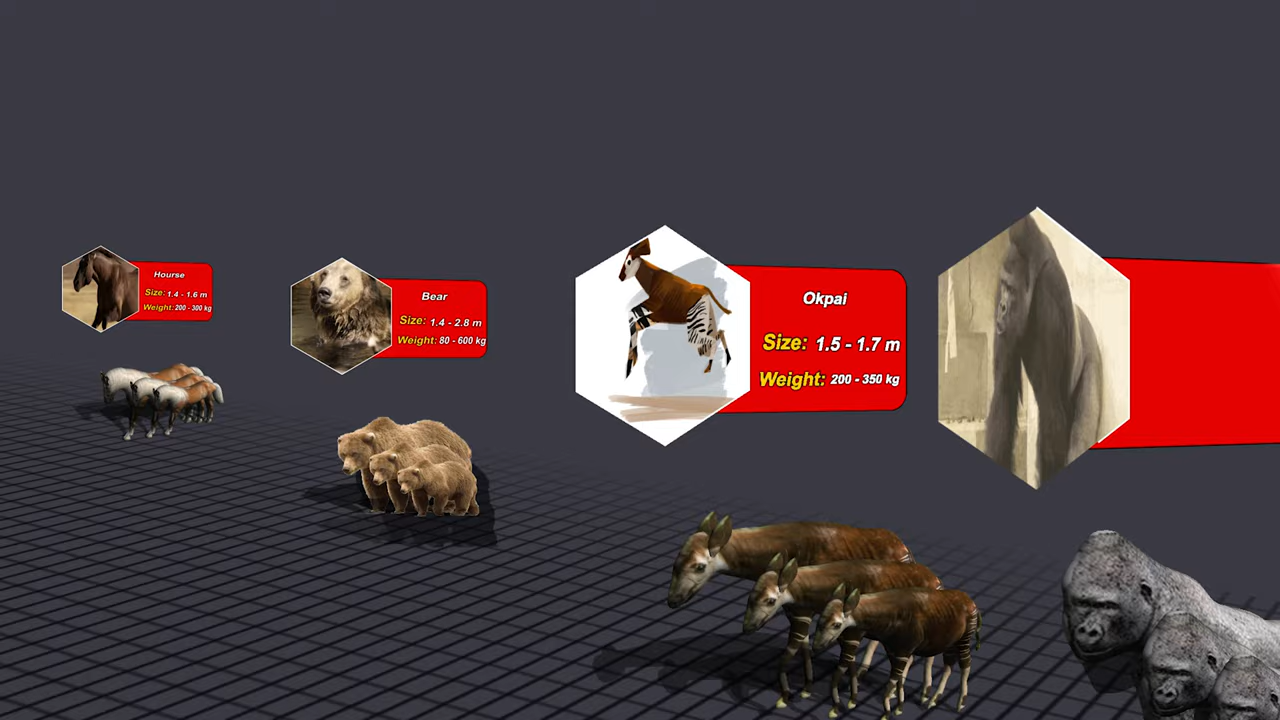 Hourse
Size: 1.4 - 1.6 m
Weight: 200 - 300 kg
Bear
Size: 1.4 - 2.8 m
Weight: 80 - 600 kg
Okpai
Size: 1.5 - 1.7 m
Weight: 200 - 350 kg